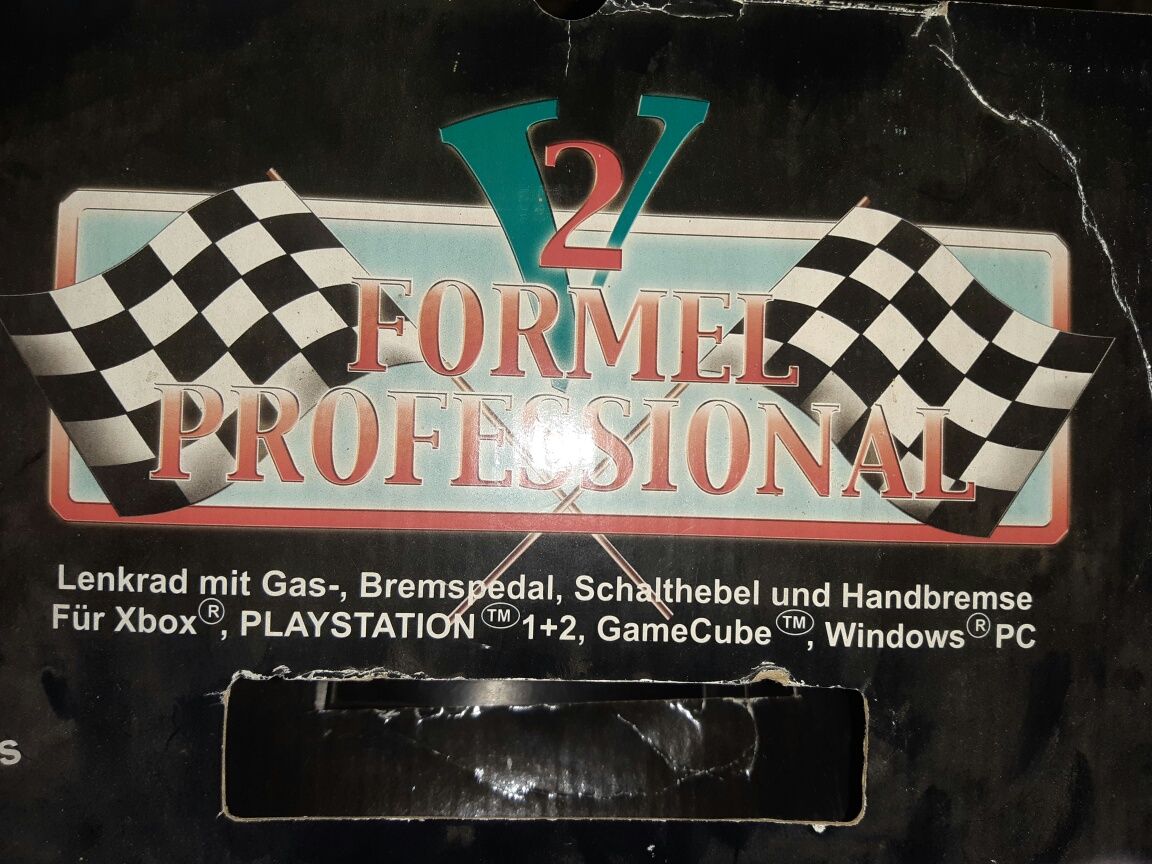 V2
FORMEL
PROFESSIONAL
Lenkrad mit Gas-, Bremspedal, Schalthebel und Handbremse
Für Xbox®, PLAYSTATION™1+2, GameCube™, Windows®PC
s